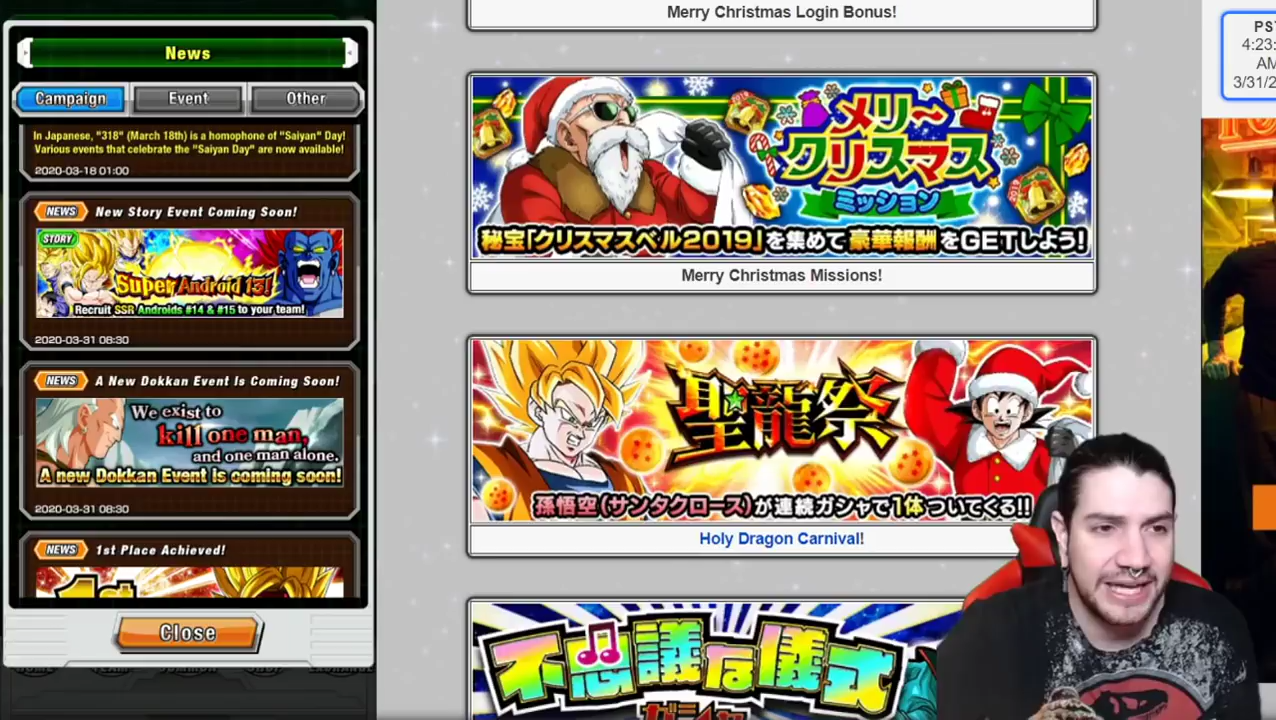 News
Campaign
Event
Other
In Japanese, "318" (March 18th) is a homophone of "Saiyan" Day!
Various events that celebrate the "Saiyan Day" are now available!
2020-03-18 01:00
NEWS New Story Event Coming Soon!
STORY
Super Android 13!
Recruit SSR Androids #14 & #15 to your team!
2020-03-31 08:30
NEWS A New Dokkan Event Is Coming Soon!
We exist to
kill one man,
and one man alone.
A new Dokkan Event is coming soon!
2020-03-31 08:30
NEWS 1st Place Achieved!
1st
Close
Merry Christmas Login Bonus!
メリ〜
クリスマス
ミッション
秘宝「クリスマスベル2019」を集めて豪華報酬をGETしよう!
Merry Christmas Missions!
聖龍祭
孫悟空(サンタクロース)が連続ガシャで1体ついてくる!!
Holy Dragon Carnival!
不思議な儀式
ガシャ
4:23:
3/31/2